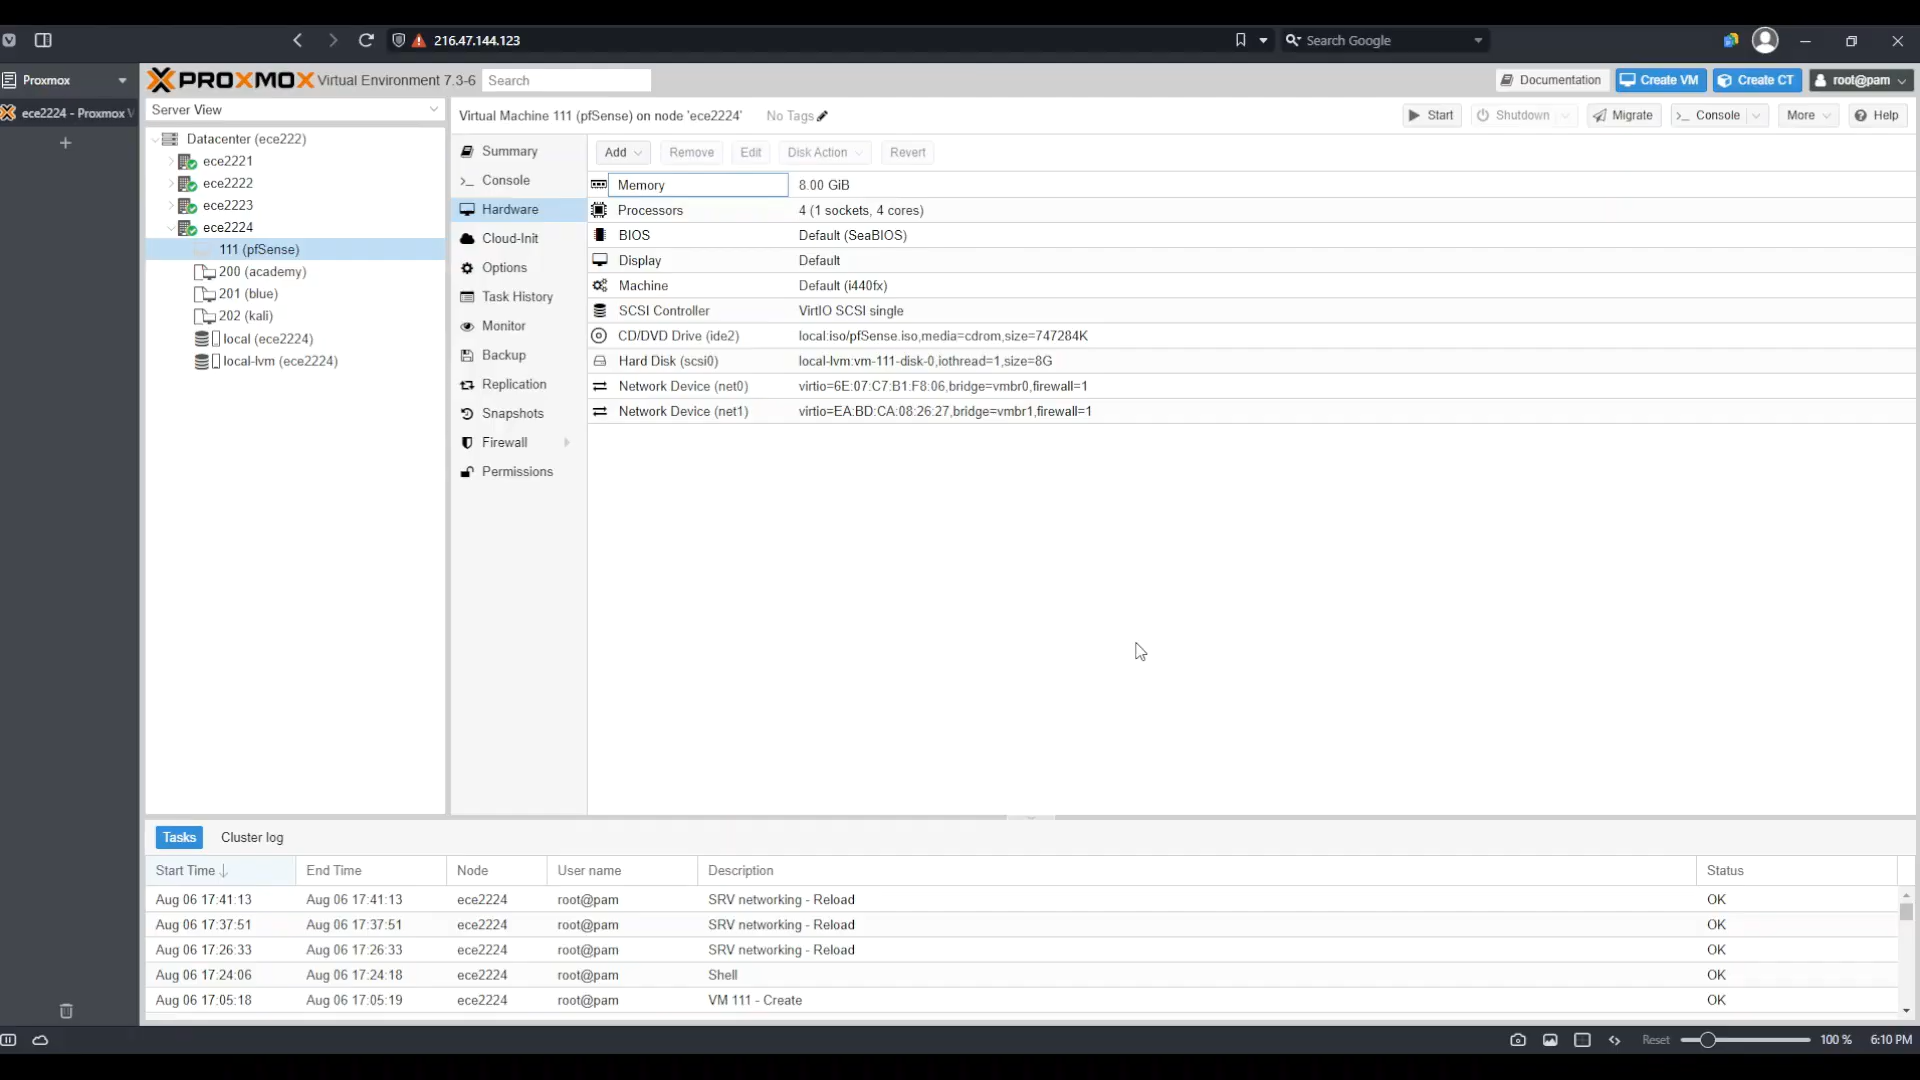 216.47.144.123
Search Google
Proxmox
PROXMOX Virtual Environment 7.3-6
Search
Documentation
Create VM
Create CT
root@pam
ece2224 - Proxmox V
Server View
Virtual Machine 111 (pfSense) on node 'ece2224'
No Tags
Start
Shutdown
Migrate
Console
More
Help
Datacenter (ece222)
ece2221
ece2222
ece2223
ece2224
111 (pfSense)
200 (academy)
201 (blue)
202 (kali)
local (ece2224)
local-lvm (ece2224)
Summary
Console
Hardware
Cloud-Init
Options
Task History
Monitor
Backup
Replication
Snapshots
Firewall
Permissions
Add
Remove
Edit
Disk Action
Revert
Memory 8.00 GiB
Processors 4 (1 sockets, 4 cores)
BIOS Default (SeaBIOS)
Display Default
Machine Default (i440fx)
SCSI Controller VirtIO SCSI single
CD/DVD Drive (ide2) local:iso/pfSense.iso,media=cdrom,size=747284K
Hard Disk (scsi0) local-lvm:vm-111-disk-0,iothread=1,size=8G
Network Device (net0) virtio=6E:07:C7:B1:F8:06,bridge=vmbr0,firewall=1
Network Device (net1) virtio=EA:BD:CA:08:26:27,bridge=vmbr1,firewall=1
Tasks
Cluster log
Start Time End Time Node User name Description Status
Aug 06 17:41:13 Aug 06 17:41:13 ece2224 root@pam SRV networking - Reload OK
Aug 06 17:37:51 Aug 06 17:37:51 ece2224 root@pam SRV networking - Reload OK
Aug 06 17:26:33 Aug 06 17:26:33 ece2224 root@pam SRV networking - Reload OK
Aug 06 17:24:06 Aug 06 17:24:18 ece2224 root@pam Shell OK
Aug 06 17:05:18 Aug 06 17:05:19 ece2224 root@pam VM 111 - Create OK
Reset
100 %
6:10 PM